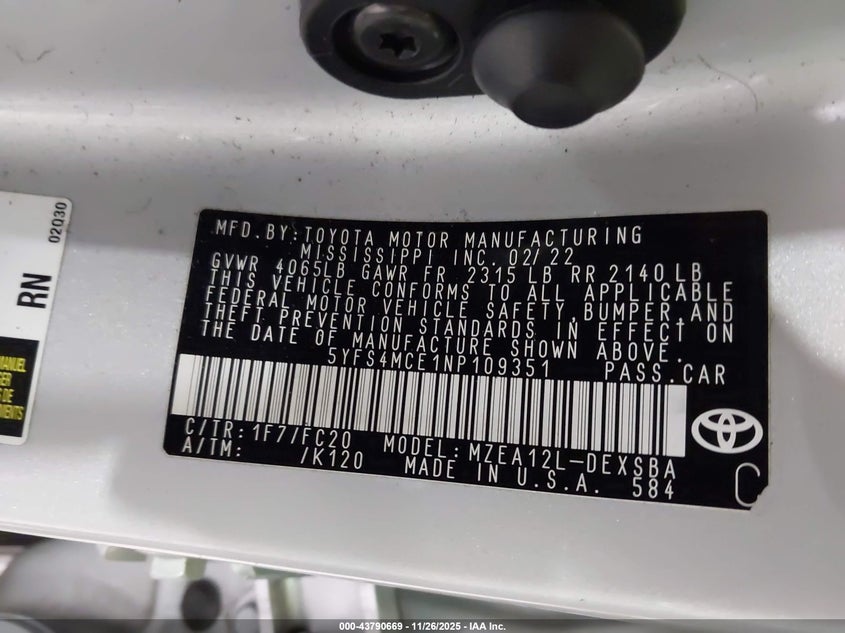 MFD.BY:TOYOTA MOTOR MANUFACTURING
MISSISSIPPI INC. 02/22
GVWR 4065LB GAWR FR 2315 LB RR 2140LB
THIS VEHICLE CONFORMS TO ALL APPLICABLE
FEDERAL MOTOR VEHICLE SAFETY,BUMPER,AND
THEFT PREVENTION STANDARDS IN EFFECT ON
THE DATE OF MANUFACTURE SHOWN ABOVE.
5YFS4MCE1NP109351 PASS.CAR
C/TR: 1F7/FC20 MODEL:MZEA12L-DEXSBA
A/TM: /K120 MADE IN U.S.A. 584
C
RN
02030
MANUEL
000-43790669 - 11/26/2025 - IAA Inc.